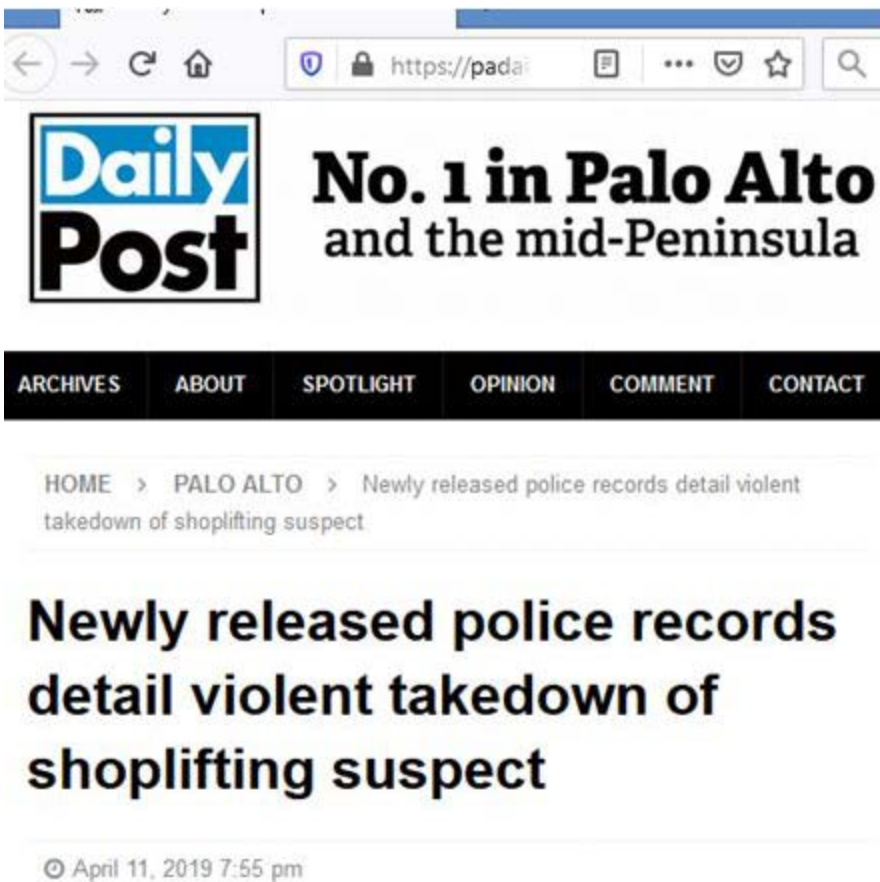 https://padai
Daily
Post
No. 1 in Palo Alto
and the mid-Peninsula
ARCHIVES ABOUT SPOTLIGHT OPINION COMMENT CONTACT
HOME > PALO ALTO > Newly released police records detail violent
takedown of shoplifting suspect
Newly released police records
detail violent takedown of
shoplifting suspect
April 11, 2019 7:55 pm